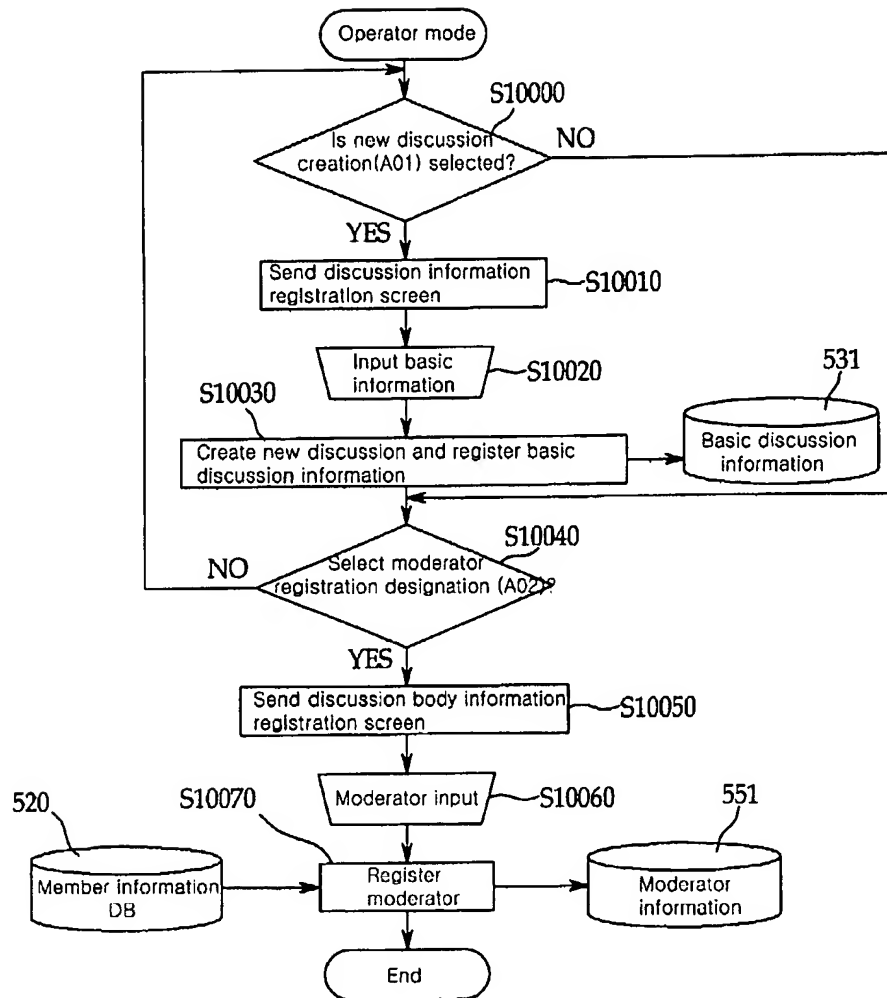 Operator mode
S10000
Is new discussion
creation(A01) selected?
NO
YES
Send discussion information
registration screen
S10010
Input basic
information
S10020
S10030
531
Create new discussion and register basic
discussion information
Basic discussion
information
S10040
Select moderator
registration designation (A02)?
NO
YES
Send discussion body information
registration screen
S10050
Moderator input
S10060
520
S10070
551
Member information
DB
Register
moderator
Moderator
information
End